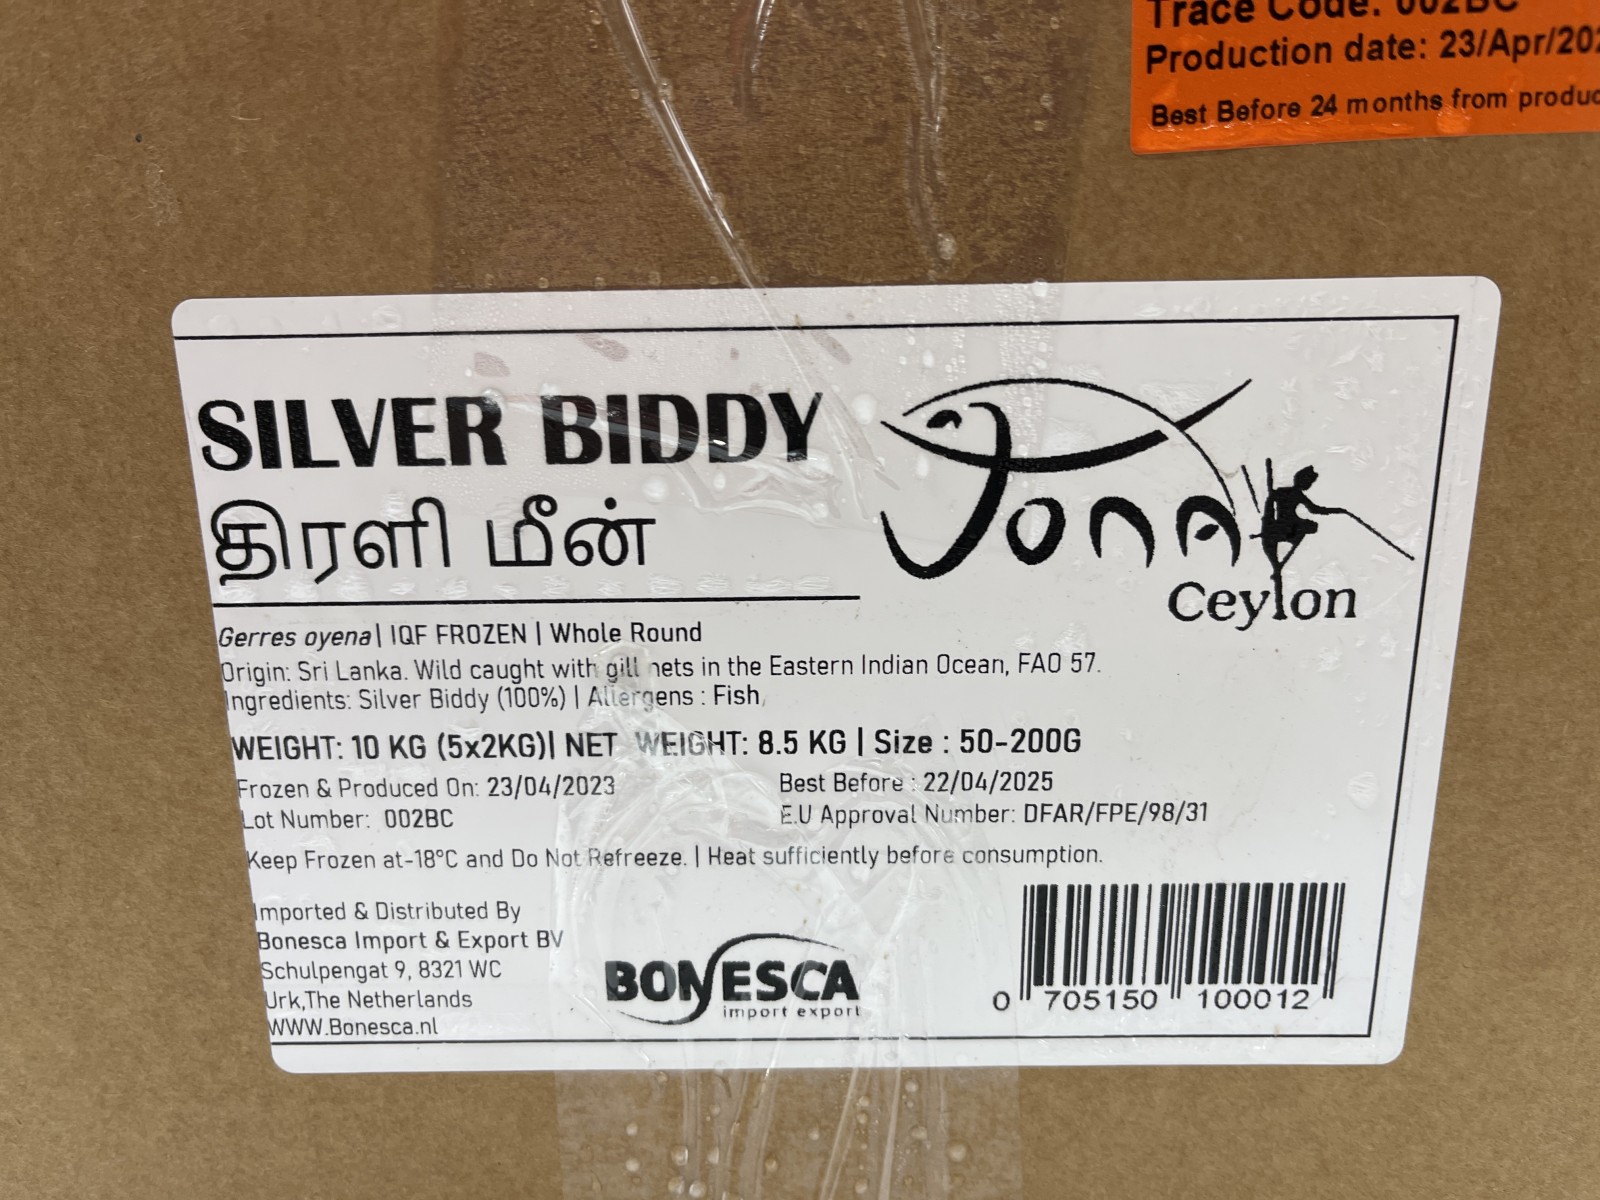 Trace Code: 002BC
Production date: 23/Apr/202
Best Before 24 months from produc
SILVER BIDDY
திரளி மீன்
Jona
Ceylon
Gerres oyena| IQF FROZEN | Whole Round
Origin: Sri Lanka. Wild caught with gill nets in the Eastern Indian Ocean, FAO 57.
Ingredients: Silver Biddy (100%) | Allergens : Fish,
WEIGHT: 10 KG (5x2KG)| NET WEIGHT: 8.5 KG | Size : 50-200G
Frozen & Produced On: 23/04/2023
Best Before : 22/04/2025
Lot Number: 002BC
E.U Approval Number: DFAR/FPE/98/31
Keep Frozen at-18°C and Do Not Refreeze. | Heat sufficiently before consumption.
Imported & Distributed By
Bonesca Import & Export BV
Schulpengat 9, 8321 WC
Urk,The Netherlands
WWW.Bonesca.nl
BONESCA
import export
0 705150 100012